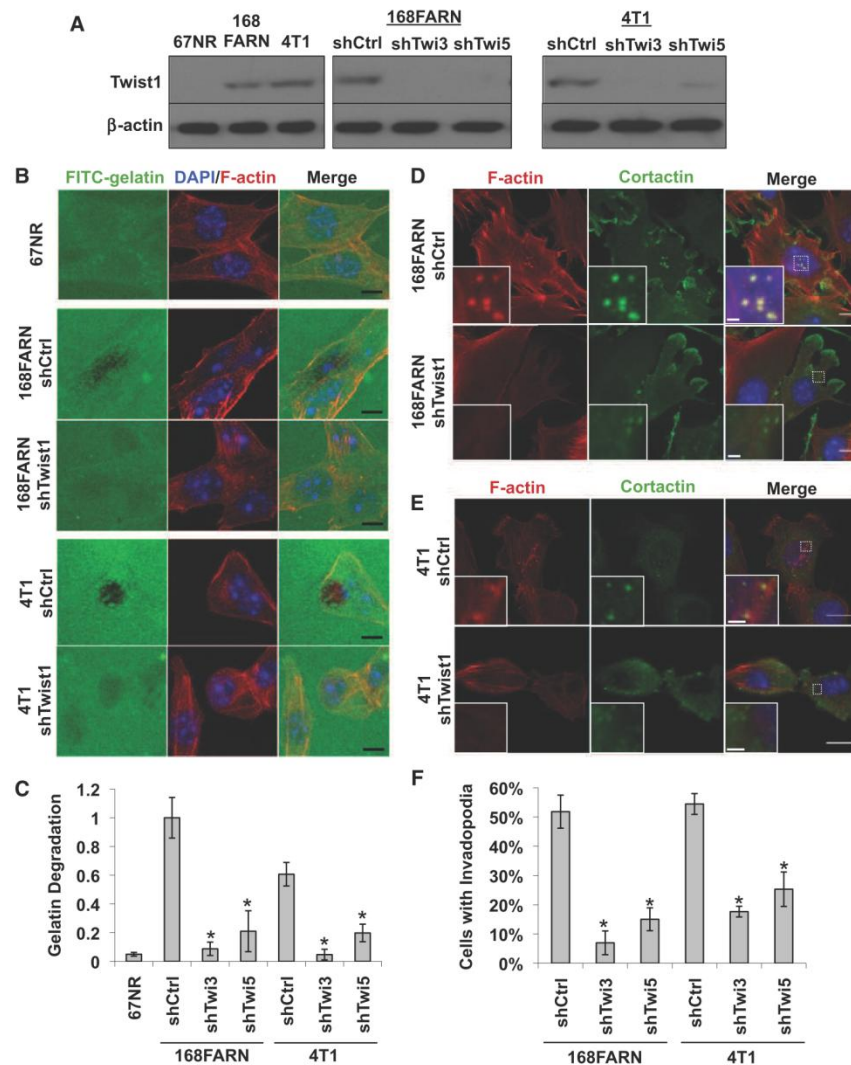 A
168
67NR FARN 4T1
168FARN
shCtrl shTwi3 shTwi5
4T1
shCtrl shTwi3 shTwi5
Twist1
β-actin
B
FITC-gelatin DAPI/F-actin Merge
67NR
168FARN
shCtrl
168FARN
shTwist1
4T1
shCtrl
4T1
shTwist1
C
Gelatin Degradation
1.2
1
0.8
0.6
0.4
0.2
0
* * * *
67NR shCtrl shTwi3 shTwi5 shCtrl shTwi3 shTwi5
168FARN 4T1
D
F-actin Cortactin Merge
168FARN
shCtrl
168FARN
shTwist1
E
F-actin Cortactin Merge
4T1
shCtrl
4T1
shTwist1
F
Cells with Invadopodia
60%
50%
40%
30%
20%
10%
0%
* * * *
shCtrl shTwi3 shTwi5 shCtrl shTwi3 shTwi5
168FARN 4T1